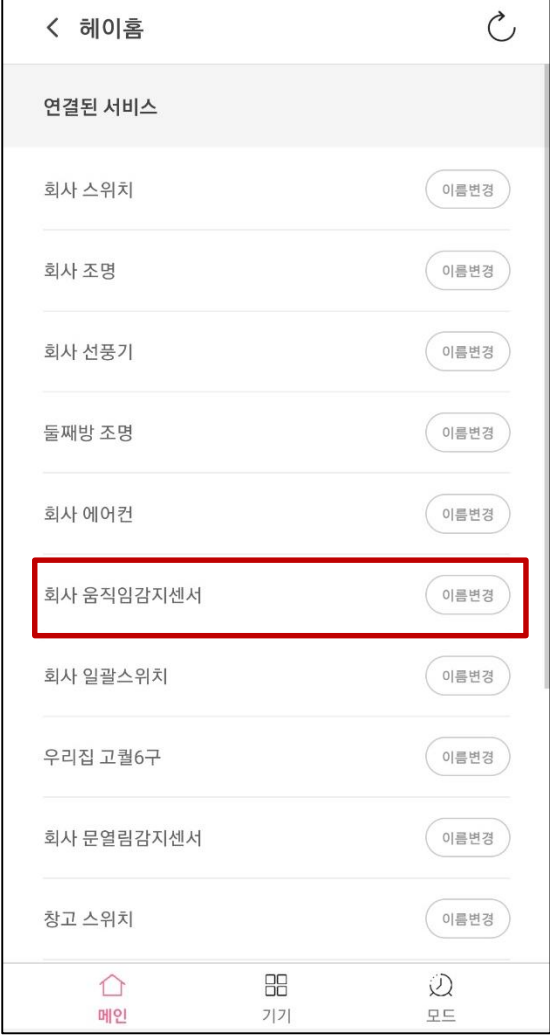 헤이홈
연결된 서비스
회사 스위치 이름변경
회사 조명 이름변경
회사 선풍기 이름변경
둘째방 조명 이름변경
회사 에어컨 이름변경
회사 움직임감지센서 이름변경
회사 일괄스위치 이름변경
우리집 고퀄6구 이름변경
회사 문열림감지센서 이름변경
창고 스위치 이름변경
메인 기기 모드